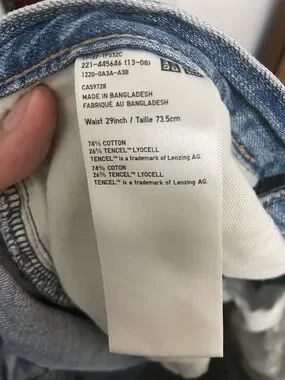 221-445646 (13-08)
1220-0A3A-A3B
CA59728
MADE IN BANGLADESH
FABRIQUÉ AU BANGLADESH
Waist 29inch / Taille 73.5cm
74% COTTON
26% TENCEL™ LYOCELL
TENCEL™ is a trademark of Lenzing AG.
74% COTON
26% TENCEL™ LYOCELL
TENCEL™ is a trademark of Lenzing AG.